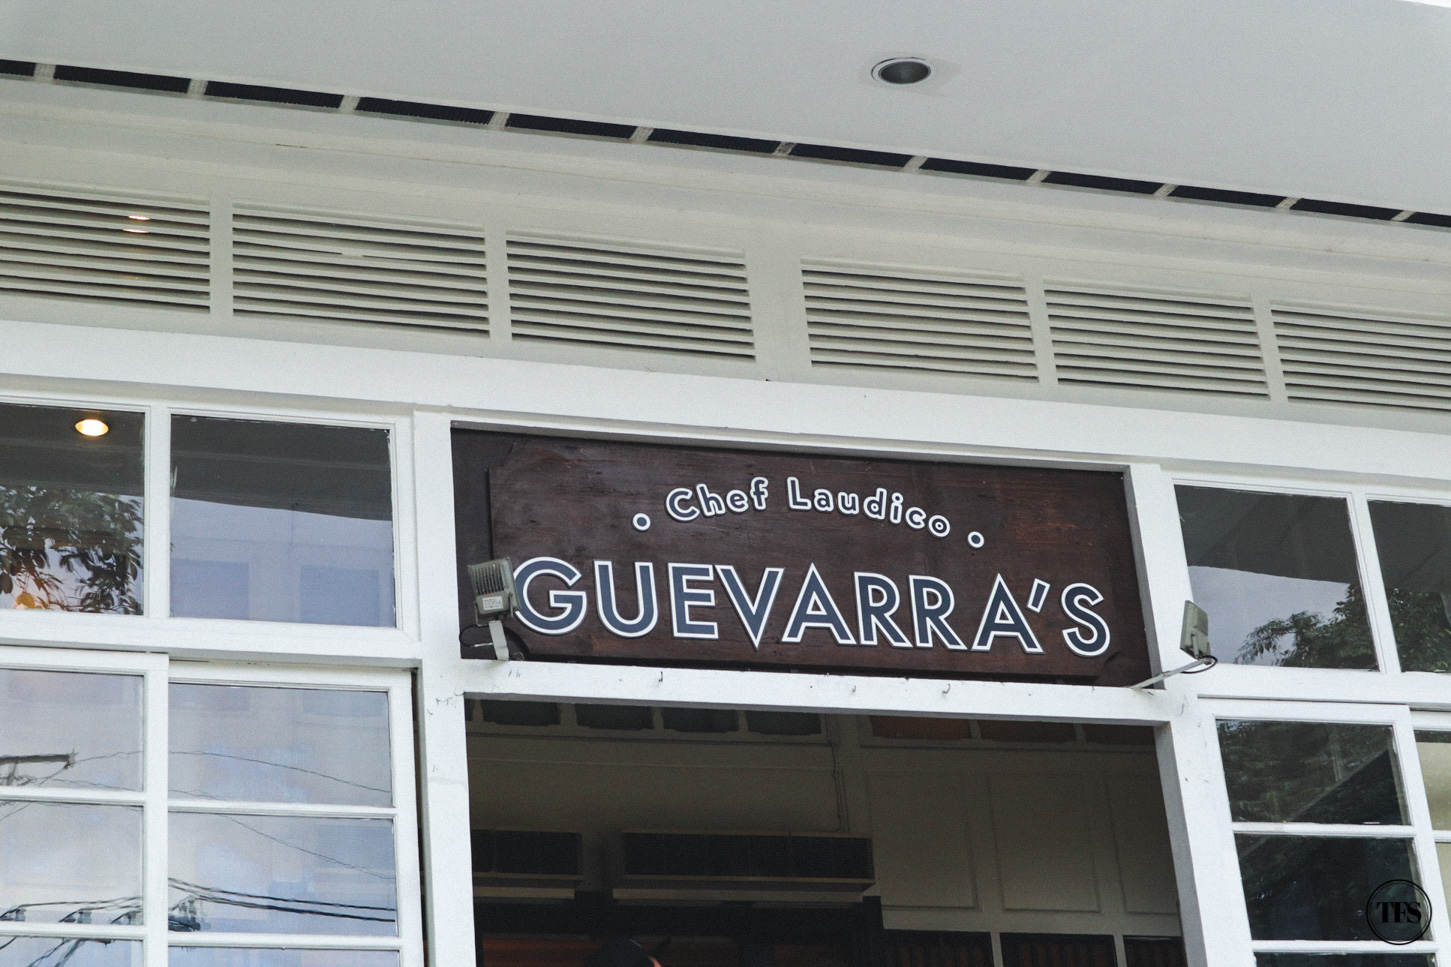 • Chef Laudico •
GUEVARRA'S
TFS